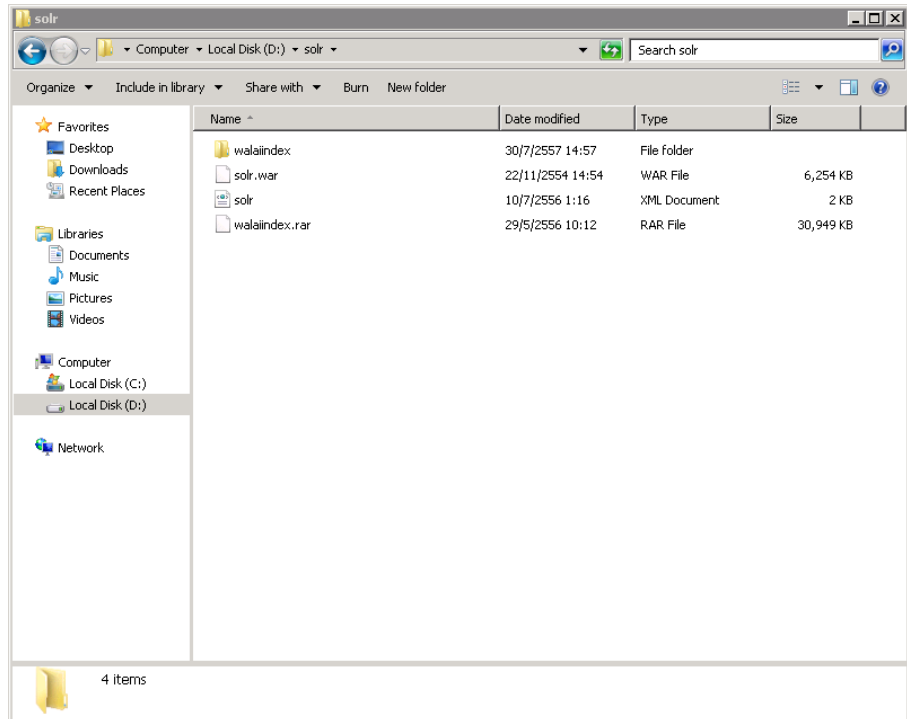 solr
Computer Local Disk (D:) solr Search solr
Organize Include in library Share with Burn New folder
Name Date modified Type Size
Favorites
Desktop
Downloads
Recent Places
Libraries
Documents
Music
Pictures
Videos
Computer
Local Disk (C:)
Local Disk (D:)
Network
walaiindex 30/7/2557 14:57 File folder
solr.war 22/11/2554 14:54 WAR File 6,254 KB
solr 10/7/2556 1:16 XML Document 2 KB
walaiindex.rar 29/5/2556 10:12 RAR File 30,949 KB
4 items